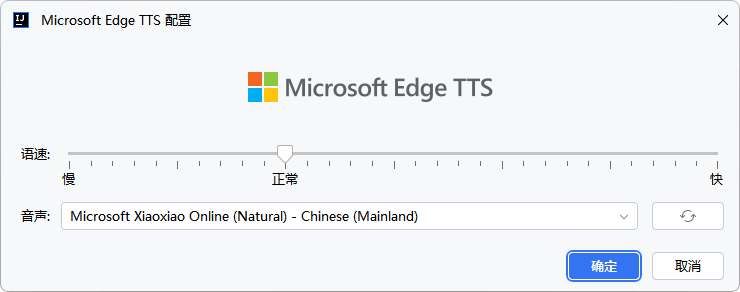 Microsoft Edge TTS 配置
Microsoft Edge TTS
语速:
慢 正常 快
音声: Microsoft Xiaoxiao Online (Natural) - Chinese (Mainland)
确定 取消